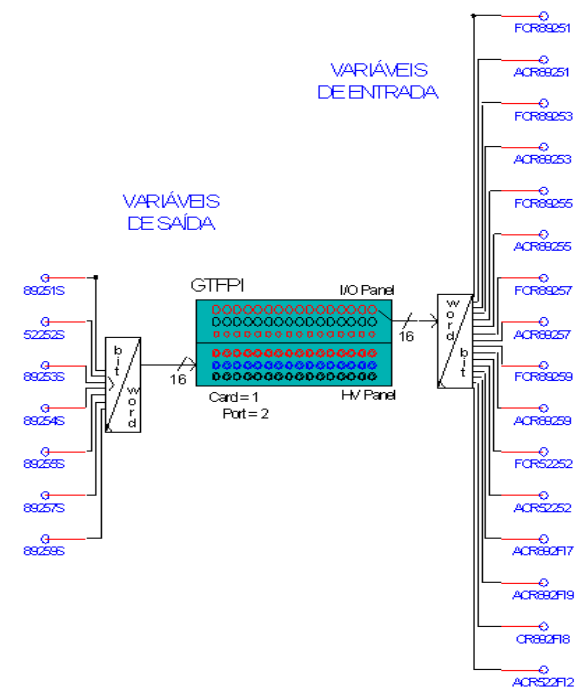 FCR89251
VARIÁVEIS
DE ENTRADA
ACR89251
FCR89253
ACR89253
FCR89255
ACR89255
VARIÁVEIS
DE SAÍDA
89251S
52252S
89253S
89254S
89255S
89257S
89259S
bit
word
16
GTFPI
I/O Panel
HV Panel
Card = 1
Port = 2
16
word
bit
FCR89257
ACR89257
FCR89259
ACR89259
FCR52252
ACR52252
ACR892F17
ACR892F19
CR892F18
ACR522F12